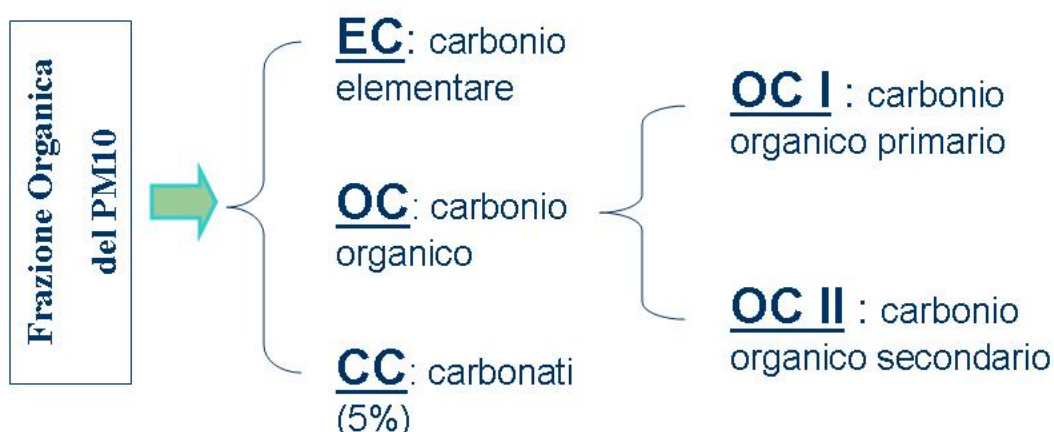 Frazione Organica
del PM10
EC: carbonio
elementare
OC: carbonio
organico
CC: carbonati
(5%)
OC I : carbonio
organico primario
OC II : carbonio
organico secondario